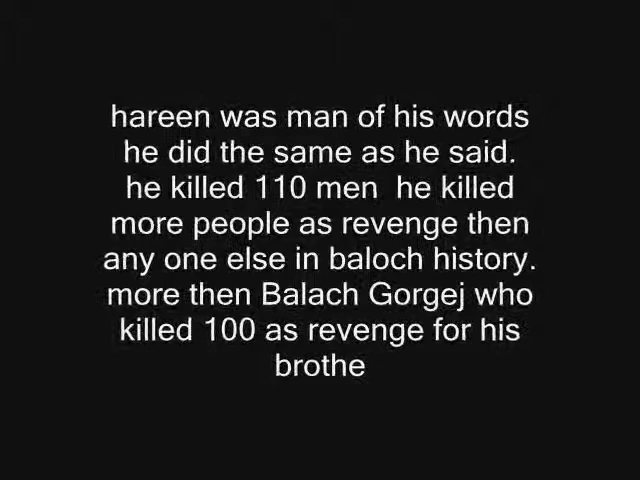 hareen was man of his words
he did the same as he said.
he killed 110 men  he killed
more people as revenge then
any one else in baloch history.
more then Balach Gorgej who
killed 100 as revenge for his
brothe